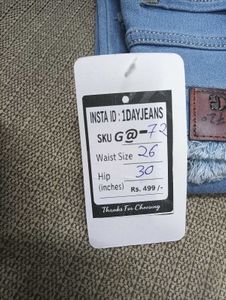 INSTA ID : 1DAYJEANS
SKU G@-72
Waist Size 26
Hip 30
(inches) Rs. 499 /-
Thanks For Choosing